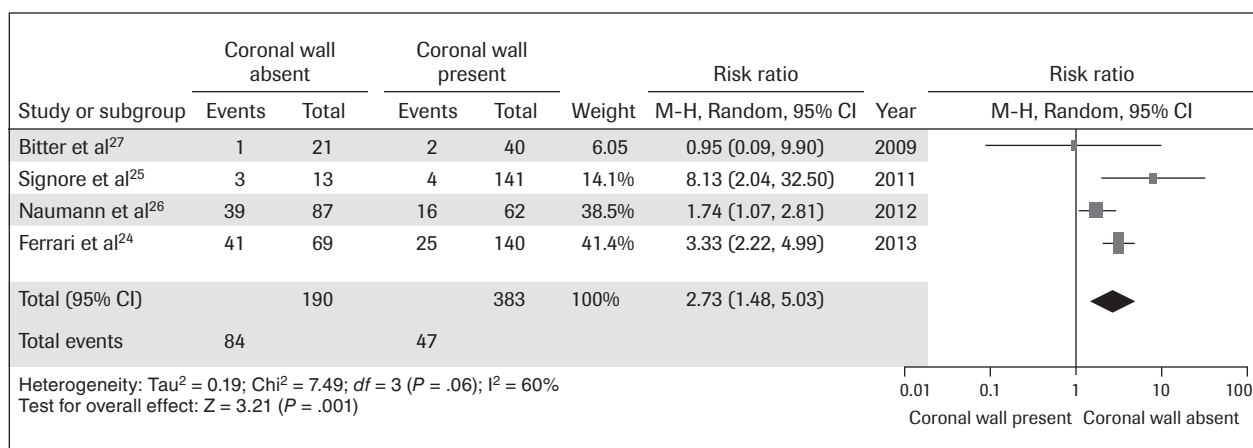 Coronal wall absent Coronal wall present Risk ratio Risk ratio
Study or subgroup Events Total Events Total Weight M-H, Random, 95% CI Year M-H, Random, 95% CI
Bitter et al27 1 21 2 40 6.05 0.95 (0.09, 9.90) 2009
Signore et al25 3 13 4 141 14.1% 8.13 (2.04, 32.50) 2011
Naumann et al26 39 87 16 62 38.5% 1.74 (1.07, 2.81) 2012
Ferrari et al24 41 69 25 140 41.4% 3.33 (2.22, 4.99) 2013
Total (95% CI) 190 383 100% 2.73 (1.48, 5.03)
Total events 84 47
Heterogeneity: Tau2 = 0.19; Chi2 = 7.49; df = 3 (P = .06); I2 = 60%
Test for overall effect: Z = 3.21 (P = .001)
0.01 0.1 1 10 100
Coronal wall present Coronal wall absent